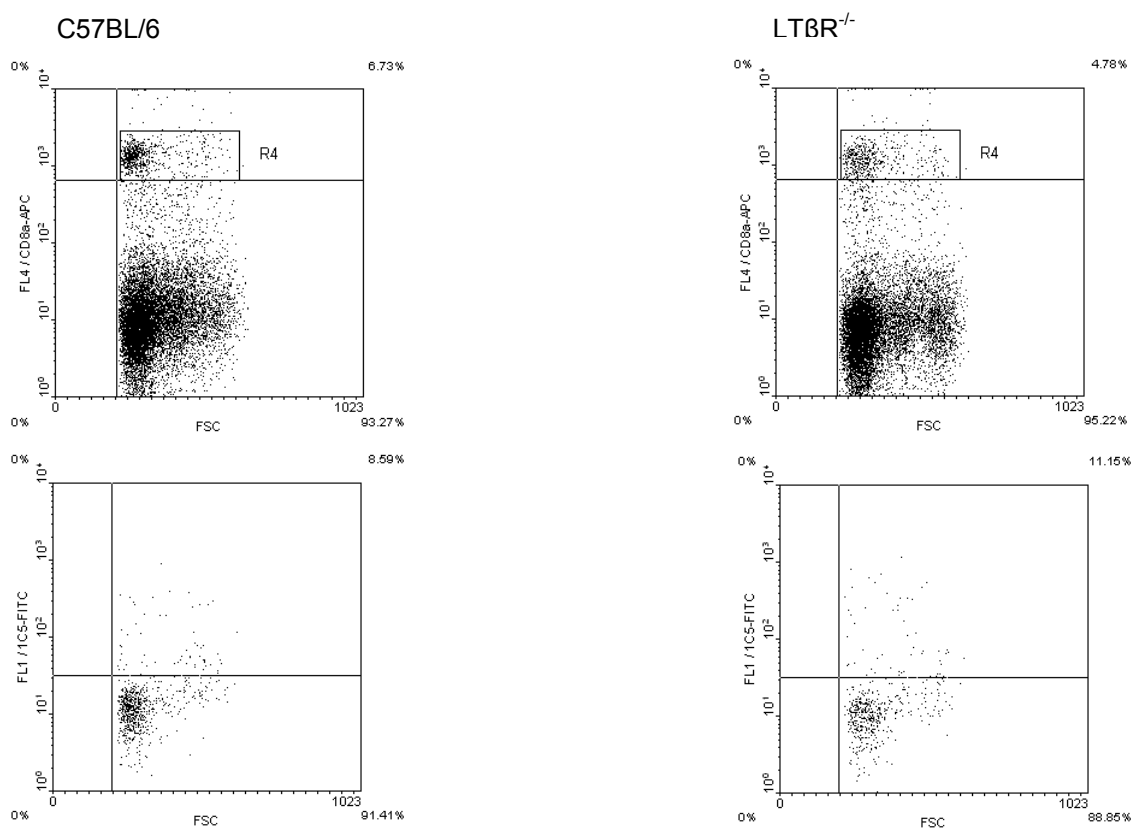 C57BL/6
LTßR-/-
0% 6.73%
10⁴
10³
10²
10¹
10⁰
FL4 / CD8a-APC
R4
0 1023
0% FSC 93.27%
0% 4.78%
10⁴
10³
10²
10¹
10⁰
FL4 / CD8a-APC
R4
0 1023
0% FSC 95.22%
0% 8.59%
10⁴
10³
10²
10¹
10⁰
FL1 / 1C5-FITC
0 1023
0% FSC 91.41%
0% 11.15%
10⁴
10³
10²
10¹
10⁰
FL1 / 1C5-FITC
0 1023
0% FSC 88.85%